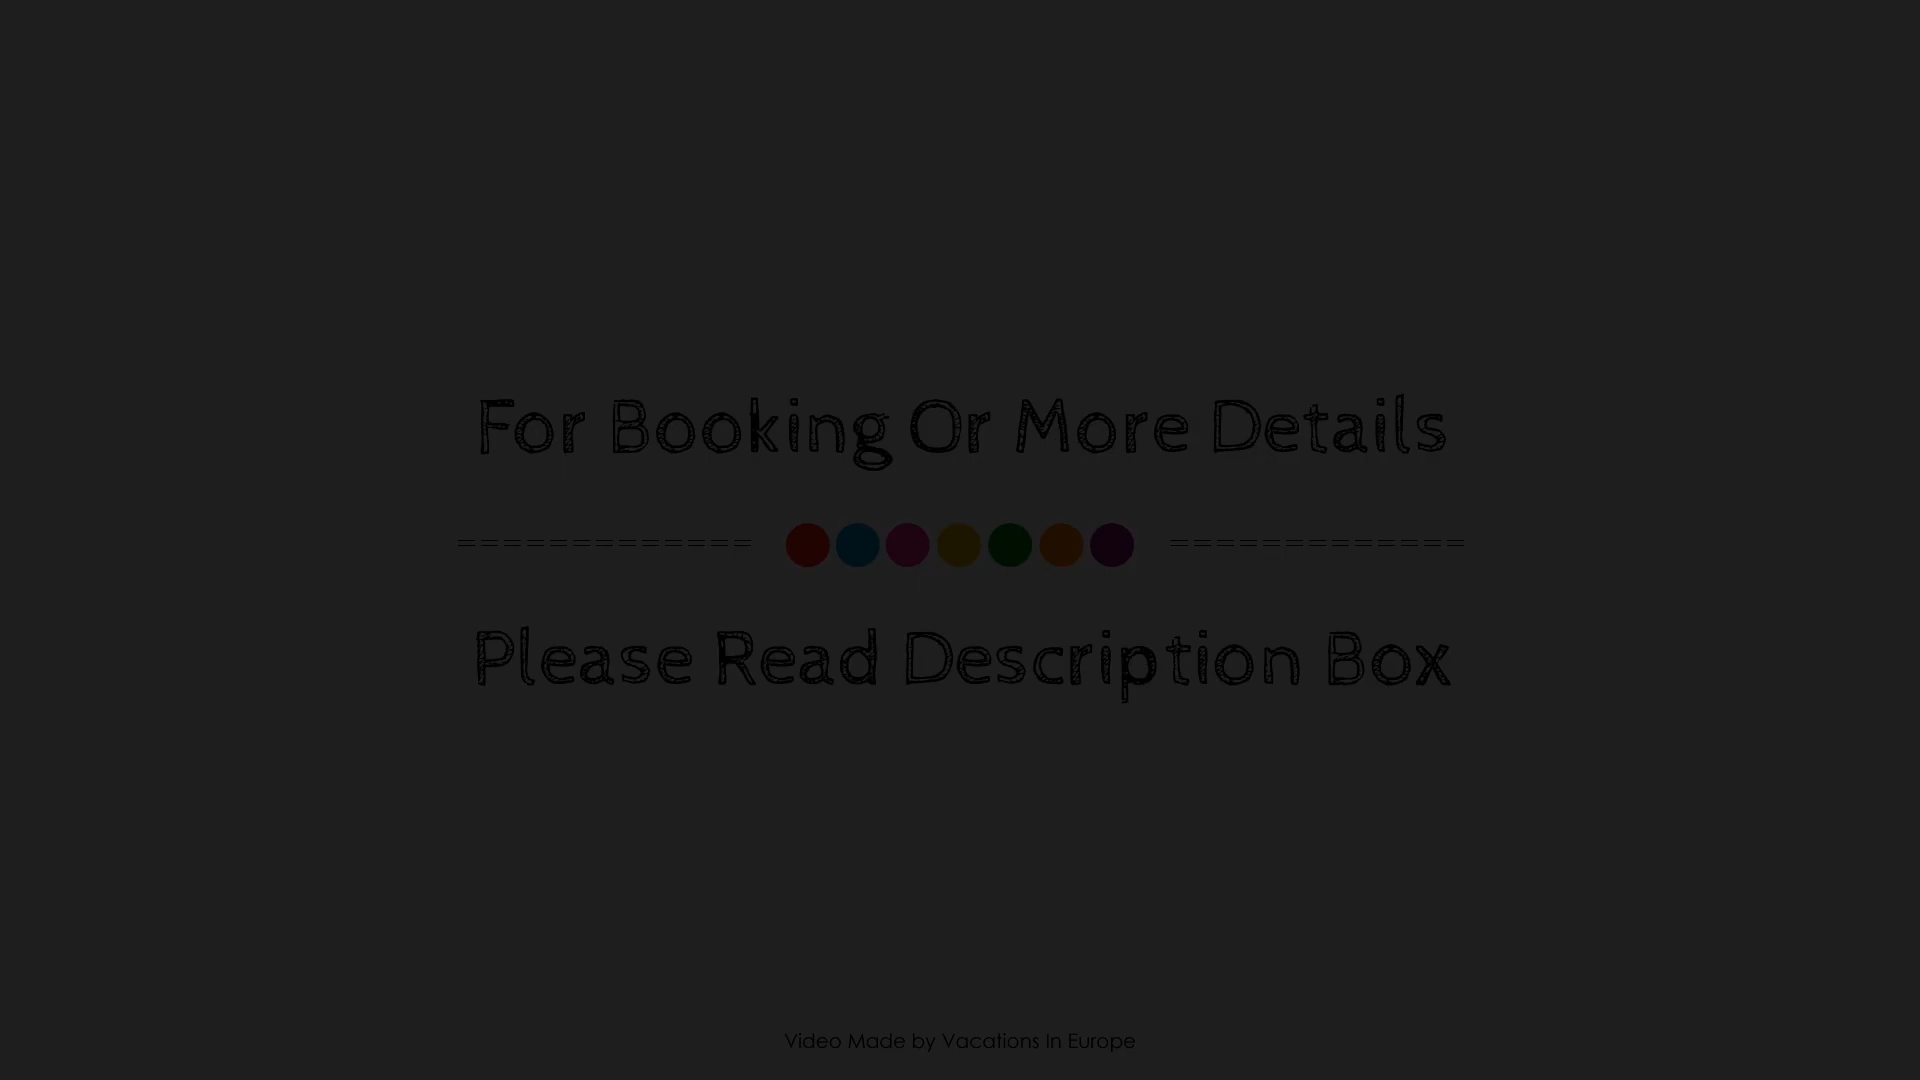 For Booking Or More Details
============= =============
Please Read Description Box
Video Made by Vacations In Europe